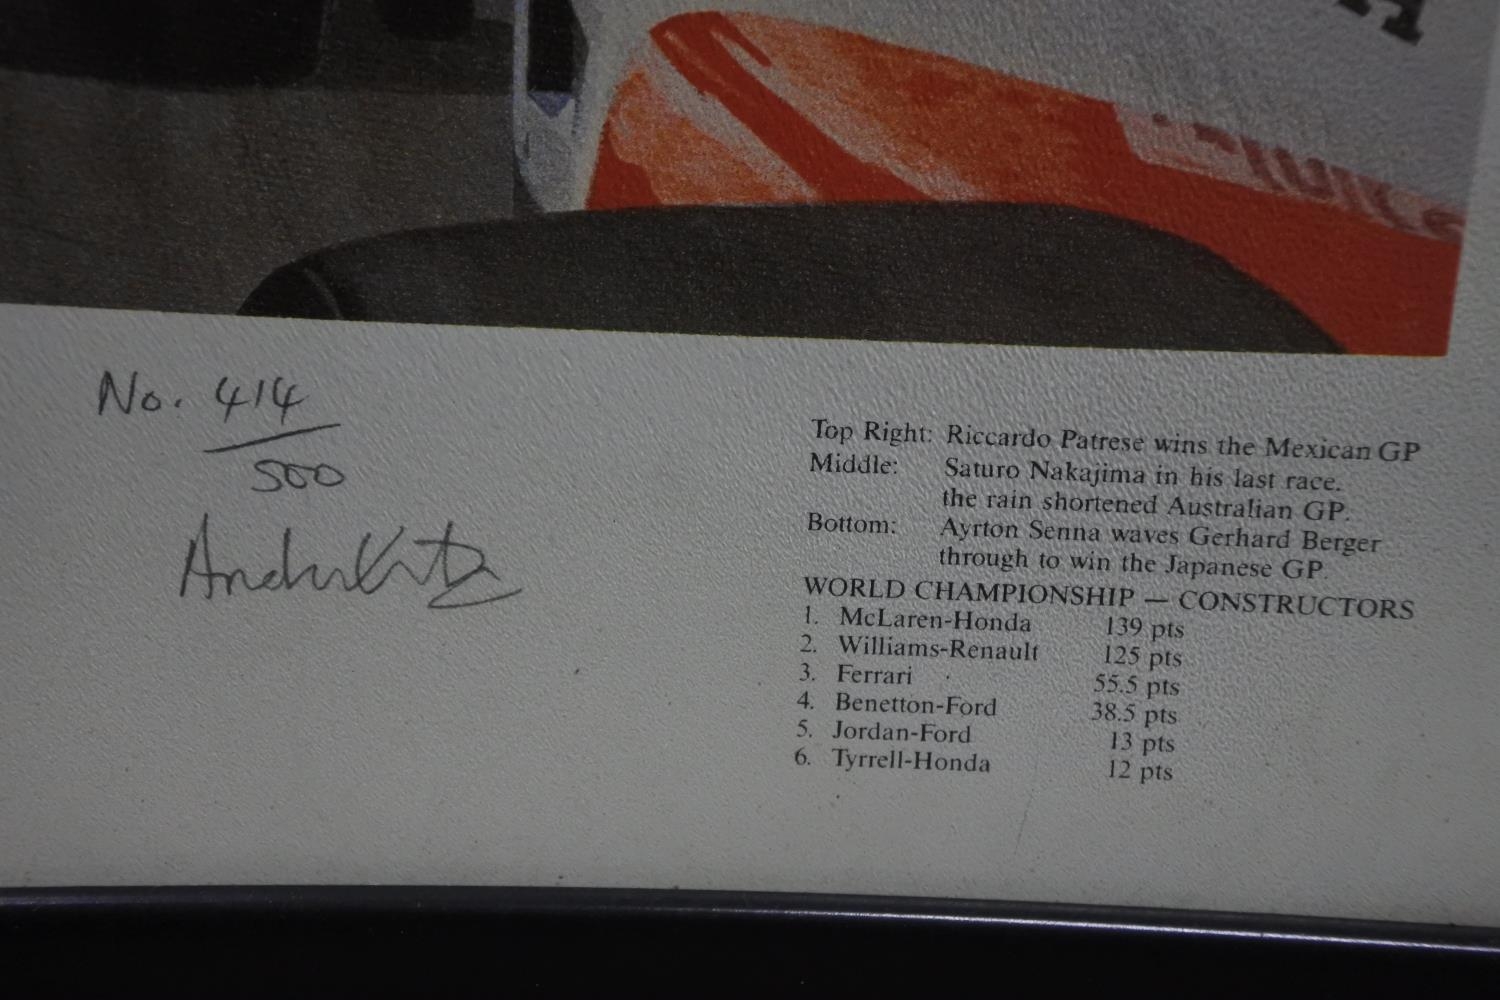 No. 414
500
Top Right: Riccardo Patrese wins the Mexican GP
Middle: Saturo Nakajima in his last race.
the rain shortened Australian GP.
Bottom: Ayrton Senna waves Gerhard Berger
through to win the Japanese GP.
WORLD CHAMPIONSHIP — CONSTRUCTORS
1. McLaren-Honda 139 pts
2. Williams-Renault 125 pts
3. Ferrari 55.5 pts
4. Benetton-Ford 38.5 pts
5. Jordan-Ford 13 pts
6. Tyrrell-Honda 12 pts